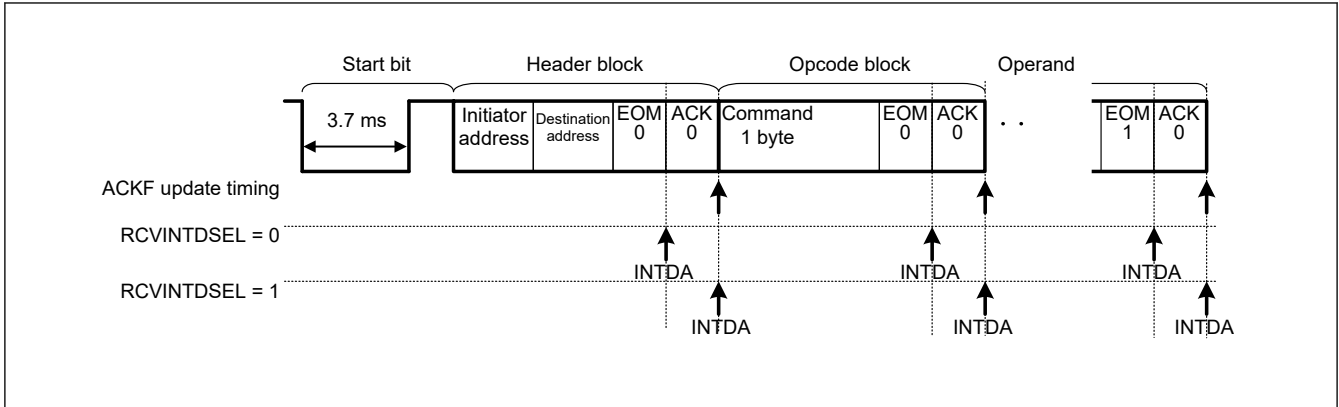 Start bit Header block Opcode block Operand
3.7 ms Initiator address Destination address EOM 0 ACK 0 Command 1 byte EOM 0 ACK 0 . . EOM 1 ACK 0
ACKF update timing
RCVINTDSEL = 0
INTDA INTDA INTDA
RCVINTDSEL = 1
INTDA INTDA INTDA